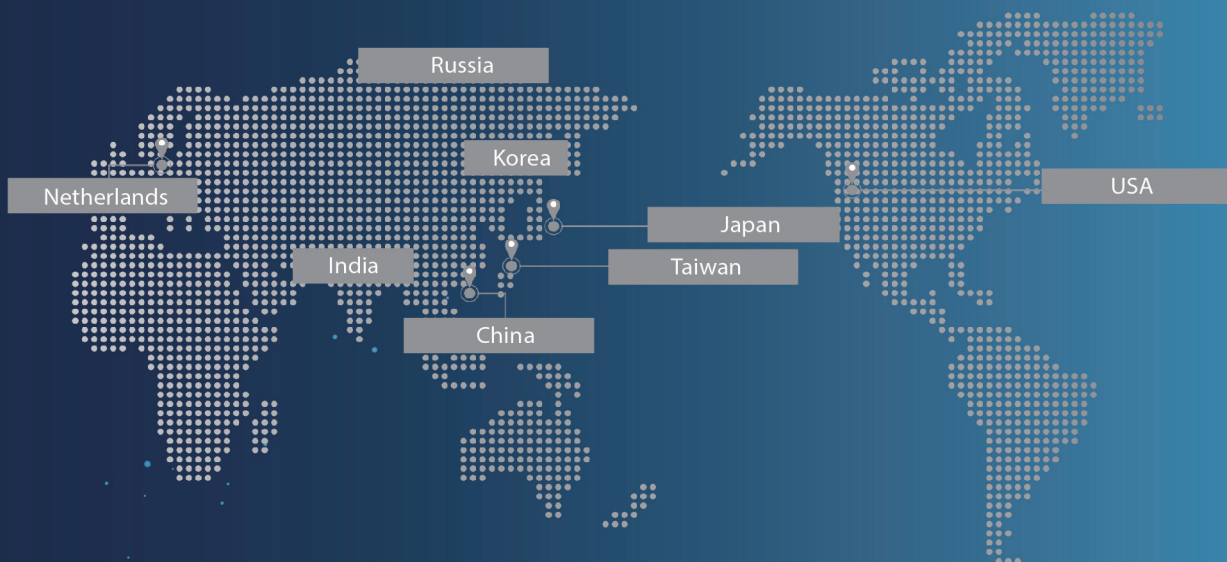 Russia
Korea
Netherlands
USA
Japan
India
Taiwan
China